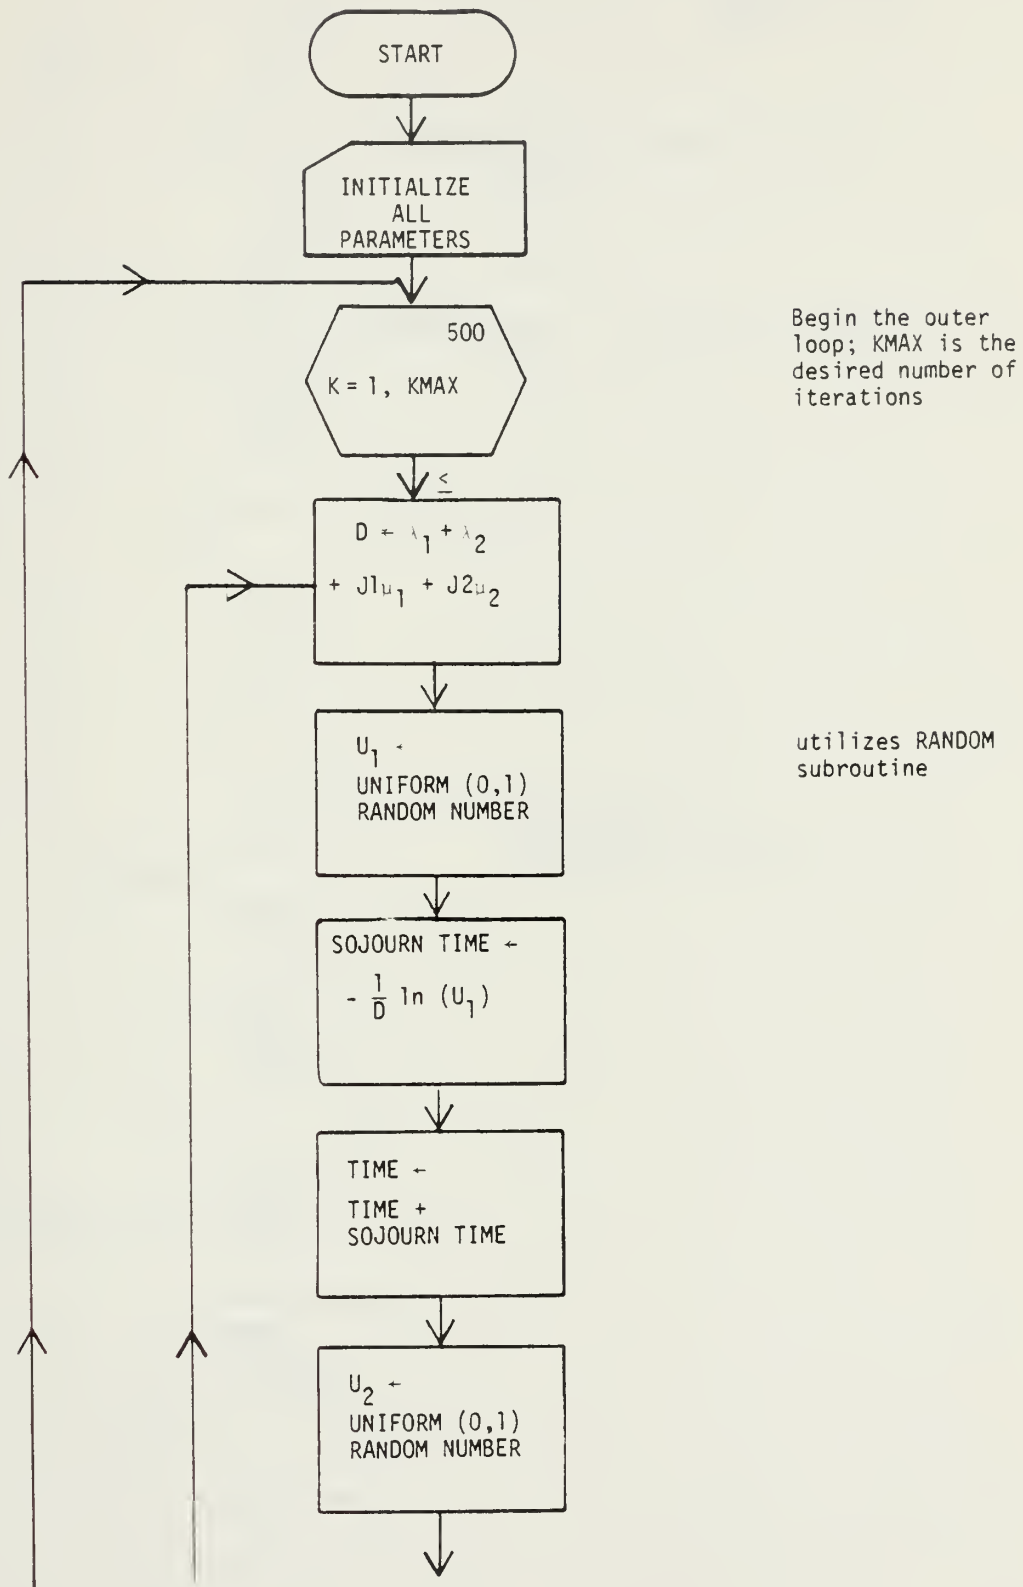 START
INITIALIZE
ALL
PARAMETERS
500
K = 1, KMAX
Begin the outer
loop; KMAX is the
desired number of
iterations
≤
D ← λ₁ + λ₂
+ J1μ₁ + J2μ₂
U₁ ←
UNIFORM (0,1)
RANDOM NUMBER
utilizes RANDOM
subroutine
SOJOURN TIME ←
- 1/D ln (U₁)
TIME ←
TIME +
SOJOURN TIME
U₂ ←
UNIFORM (0,1)
RANDOM NUMBER